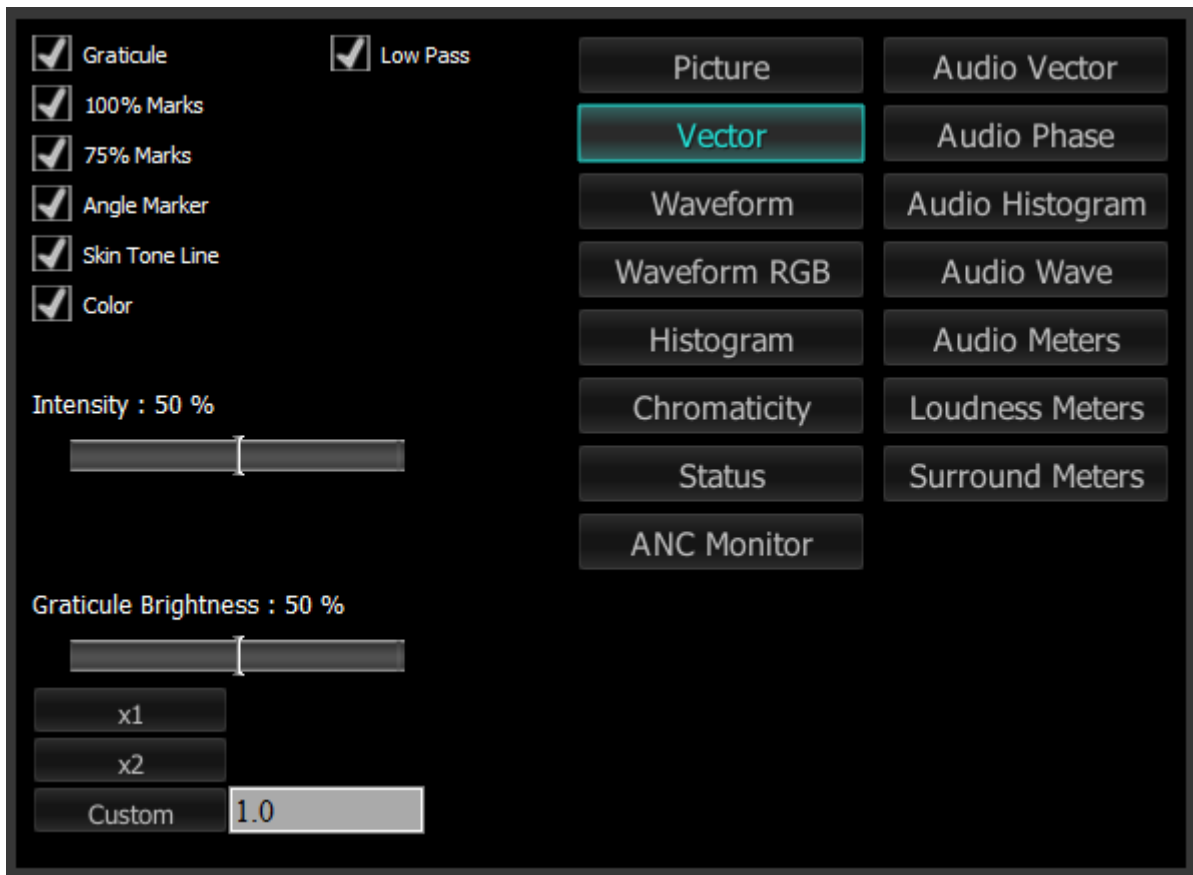 Graticule
Low Pass
100% Marks
75% Marks
Angle Marker
Skin Tone Line
Color
Intensity : 50 %
Graticule Brightness : 50 %
x1
x2
Custom
1.0
Picture
Vector
Waveform
Waveform RGB
Histogram
Chromaticity
Status
ANC Monitor
Audio Vector
Audio Phase
Audio Histogram
Audio Wave
Audio Meters
Loudness Meters
Surround Meters